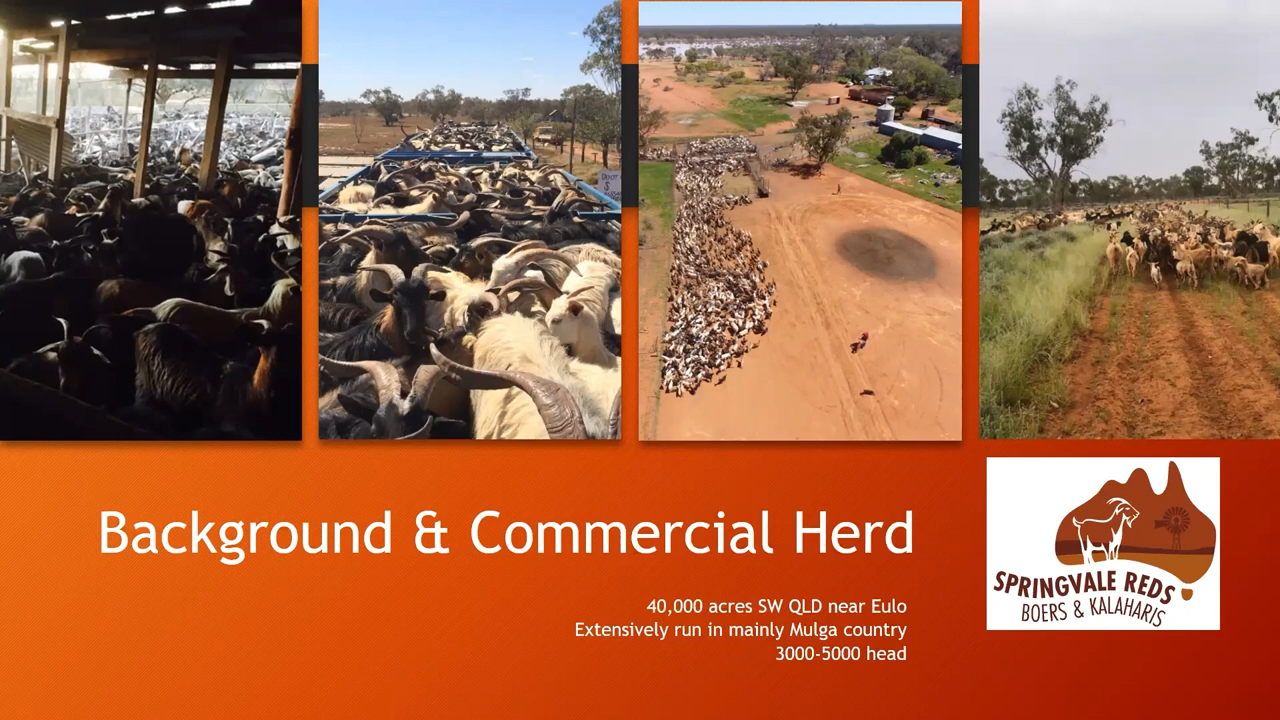 Background & Commercial Herd
40,000 acres SW QLD near Eulo
Extensively run in mainly Mulga country
3000-5000 head
SPRINGVALE REDS
BOERS & KALAHARIS